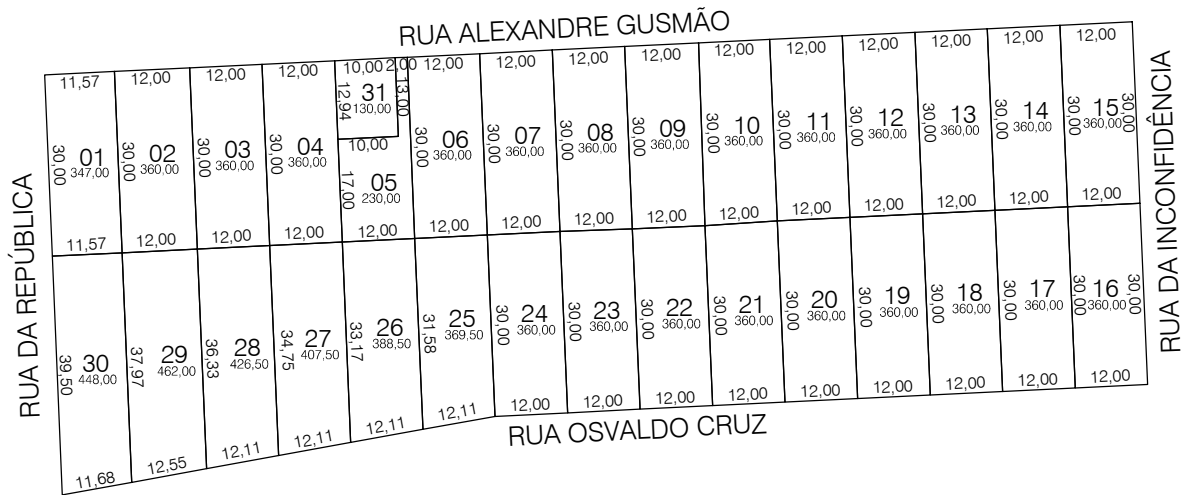 RUA ALEXANDRE GUSMÃO
11,57 12,00 12,00 12,00 10,00 2,00 12,00 12,00 12,00 12,00 12,00 12,00 12,00 12,00 12,00 12,00
12,94 31 130,00 13,00
10,00
30,00 01 347,00
30,00 02 360,00
30,00 03 360,00
30,00 04 360,00
17,00 05 230,00
30,00 06 360,00
30,00 07 360,00
30,00 08 360,00
30,00 09 360,00
30,00 10 360,00
30,00 11 360,00
30,00 12 360,00
30,00 13 360,00
30,00 14 360,00
30,00 15 360,00 30,00
11,57 12,00 12,00 12,00 12,00 12,00 12,00 12,00 12,00 12,00 12,00 12,00 12,00 12,00 12,00
39,50 30 448,00
37,97 29 462,00
36,33 28 426,50
34,75 27 407,50
33,17 26 388,50
31,58 25 369,50
30,00 24 360,00
30,00 23 360,00
30,00 22 360,00
30,00 21 360,00
30,00 20 360,00
30,00 19 360,00
30,00 18 360,00
30,00 17 360,00
30,00 16 360,00 30,00
11,68 12,55 12,11 12,11 12,11 12,11 12,00 12,00 12,00 12,00 12,00 12,00 12,00 12,00 12,00
RUA OSVALDO CRUZ
RUA DA REPÚBLICA
RUA DA INCONFIDÊNCIA